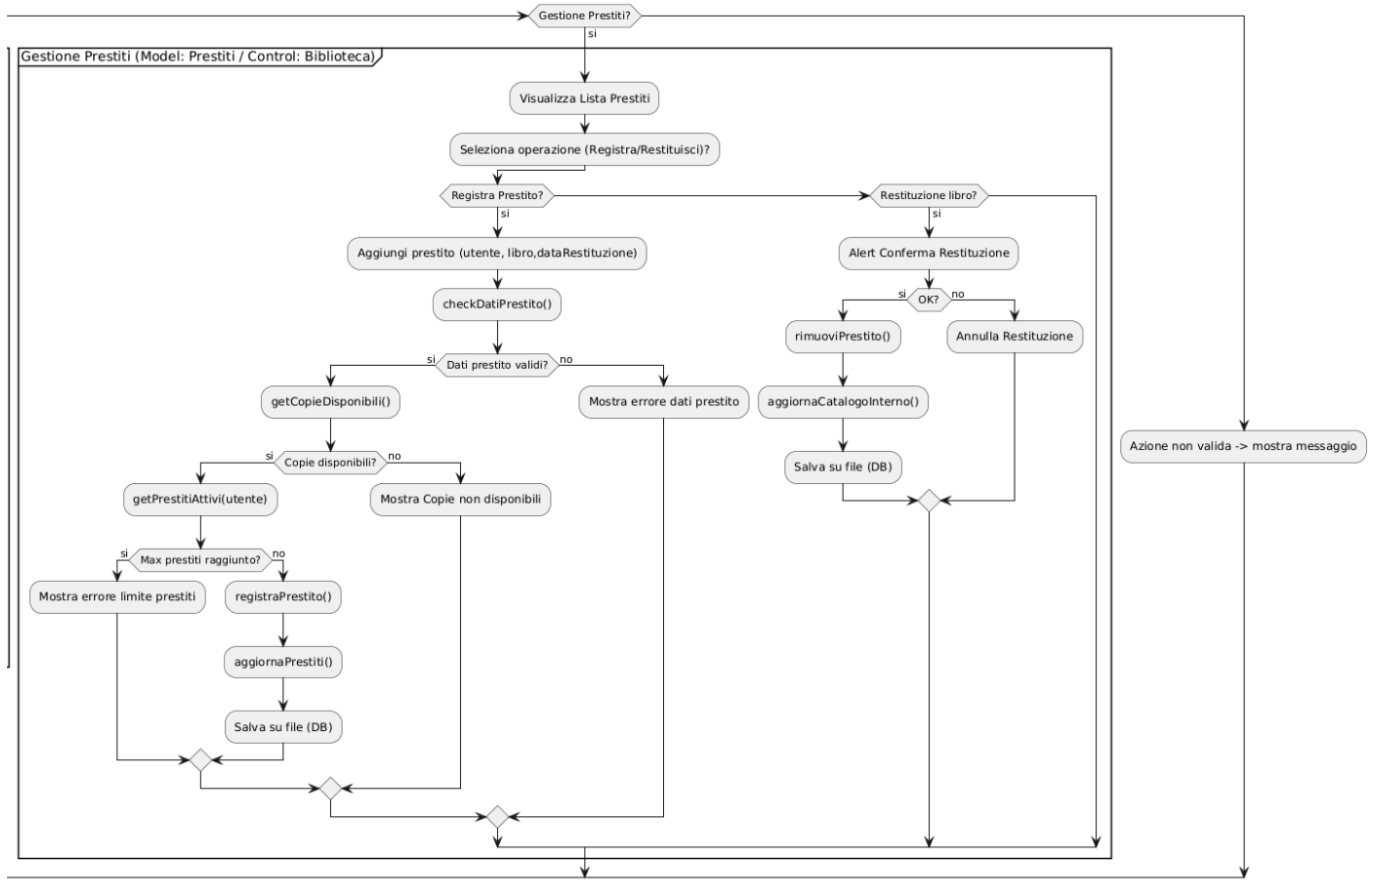 Gestione Prestiti?
si
Gestione Prestiti (Model: Prestiti / Control: Biblioteca)
Visualizza Lista Prestiti
Seleziona operazione (Registra/Restituisci)?
Registra Prestito?
si
Restituzione libro?
si
Aggiungi prestito (utente, libro,dataRestituzione)
checkDatiPrestito()
Alert Conferma Restituzione
si
OK?
no
rimuoviPrestito()
Annulla Restituzione
aggiornaCatalogoInterno()
Salva su file (DB)
si
Dati prestito validi?
no
getCopieDisponibili()
Mostra errore dati prestito
si
Copie disponibili?
no
getPrestitiAttivi(utente)
Mostra Copie non disponibili
si
Max prestiti raggiunto?
no
Mostra errore limite prestiti
registraPrestito()
aggiornaPrestiti()
Salva su file (DB)
Azione non valida -> mostra messaggio